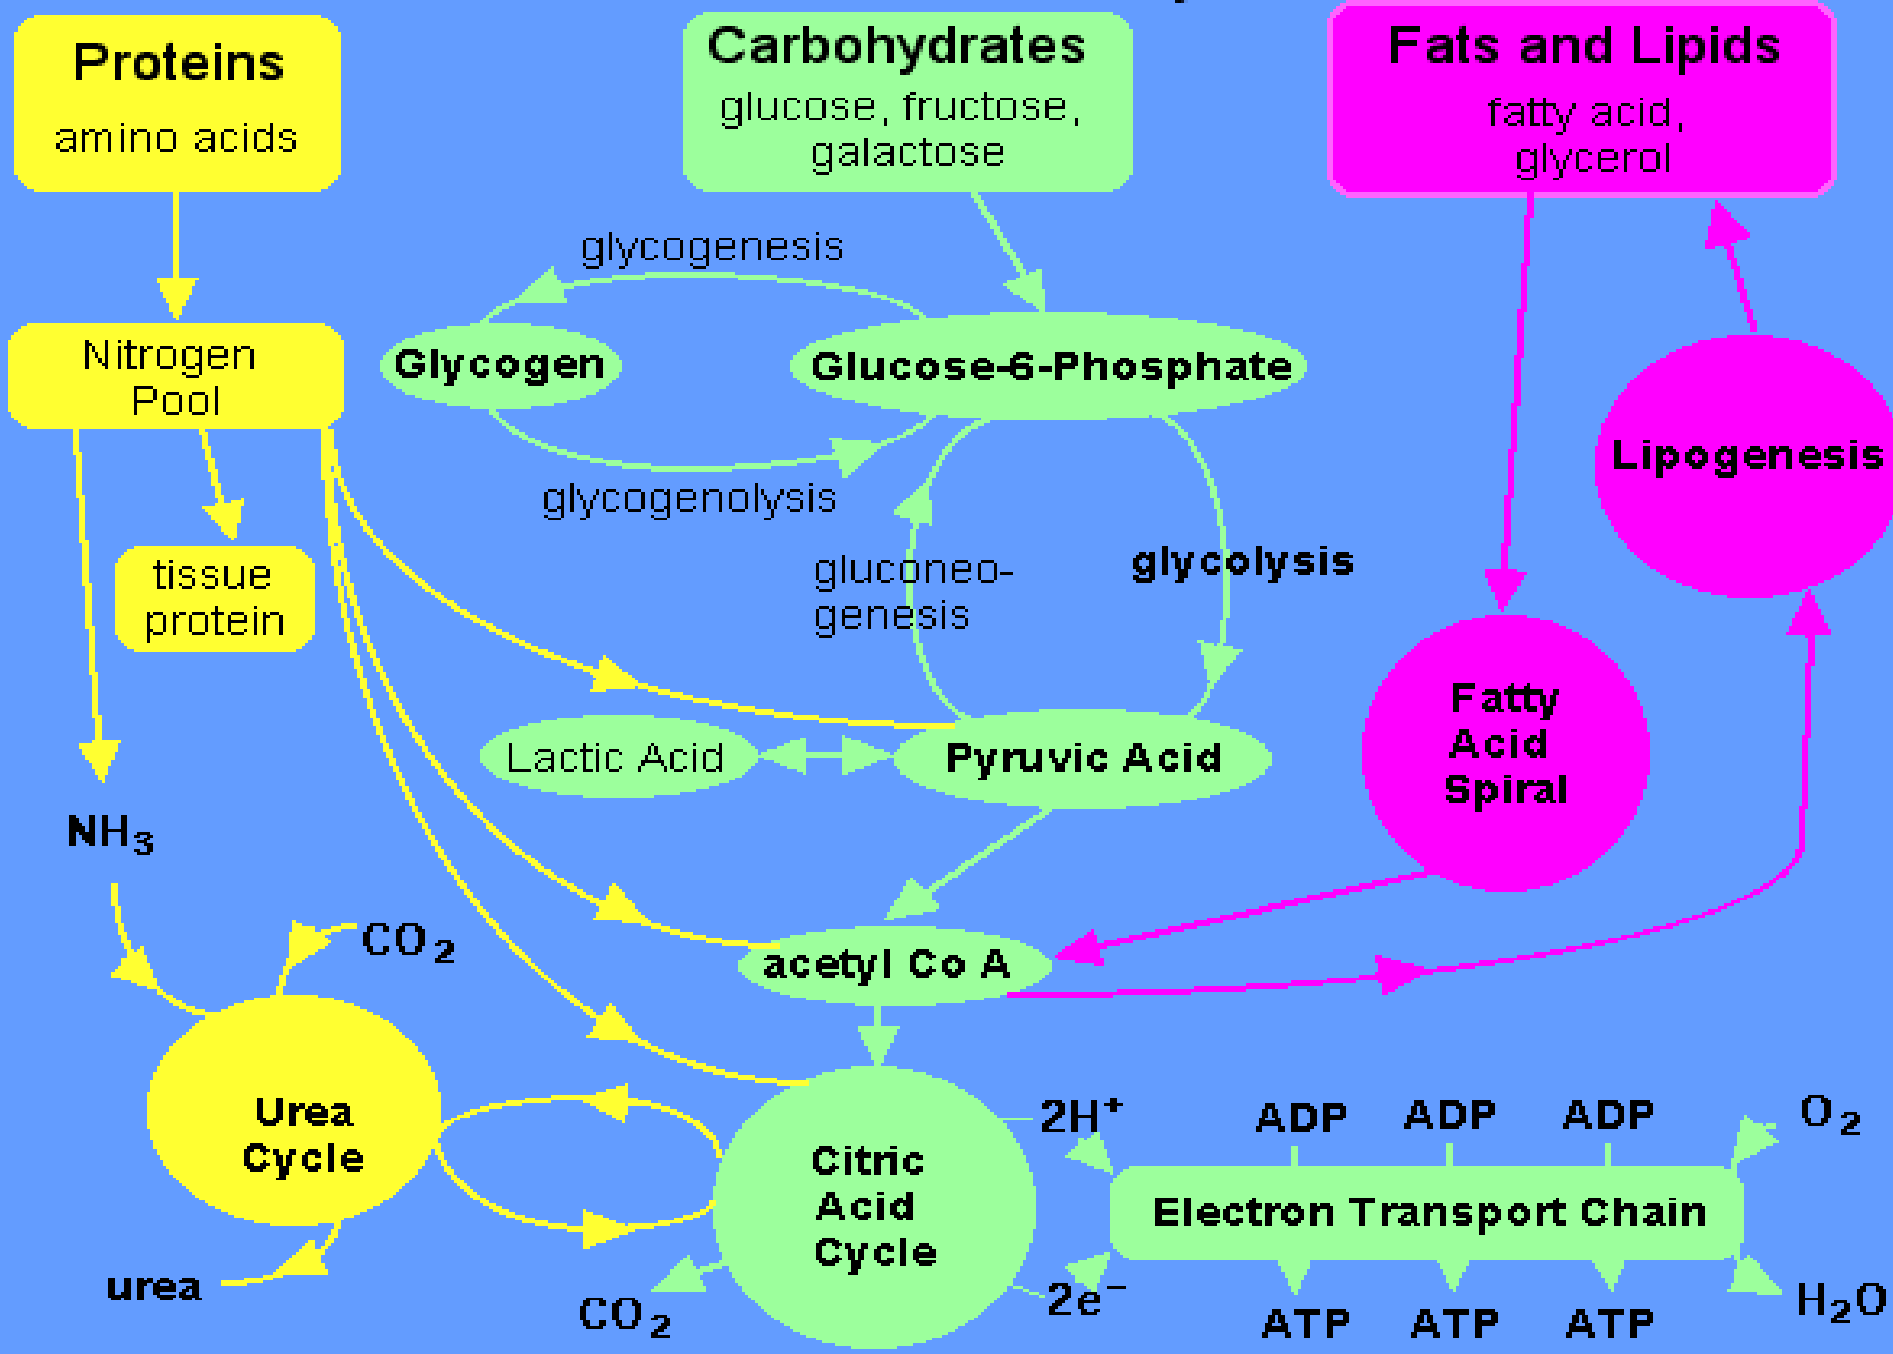 Proteins
amino acids
Carbohydrates
glucose, fructose,
galactose
Fats and Lipids
fatty acid,
glycerol
glycogenesis
Nitrogen
Pool
Glycogen
Glucose-6-Phosphate
Lipogenesis
glycogenolysis
gluconeo-
genesis
glycolysis
tissue
protein
Fatty
Acid
Spiral
Lactic Acid
Pyruvic Acid
NH₃
CO₂
acetyl Co A
Urea
Cycle
Citric
Acid
Cycle
2H⁺
ADP
ADP
ADP
O₂
Electron Transport Chain
urea
CO₂
2e⁻
ATP
ATP
ATP
H₂O